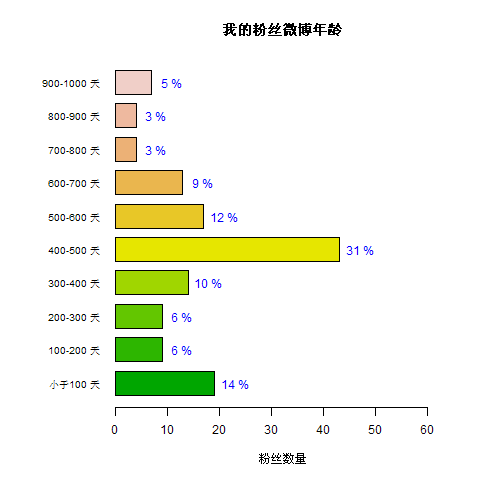 我的粉丝微博年龄
900-1000 天 5 %
800-900 天 3 %
700-800 天 3 %
600-700 天 9 %
500-600 天 12 %
400-500 天 31 %
300-400 天 10 %
200-300 天 6 %
100-200 天 6 %
小于100 天 14 %
0 10 20 30 40 50 60
粉丝数量